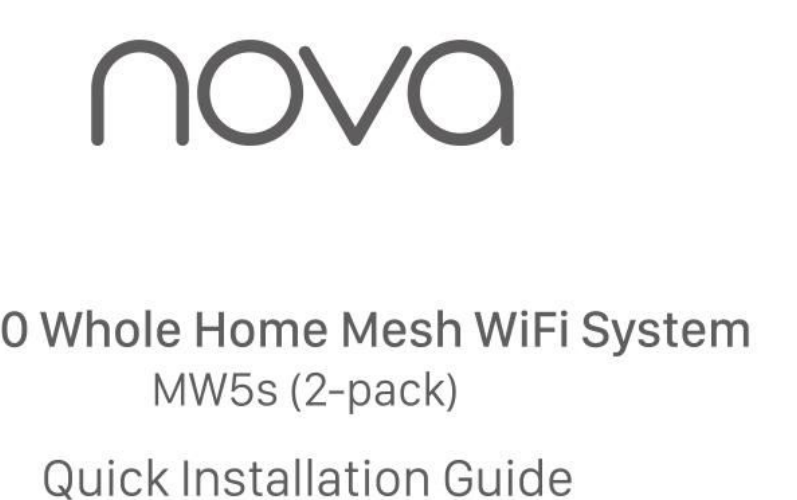 nova
0 Whole Home Mesh WiFi System
MW5s (2-pack)
Quick Installation Guide